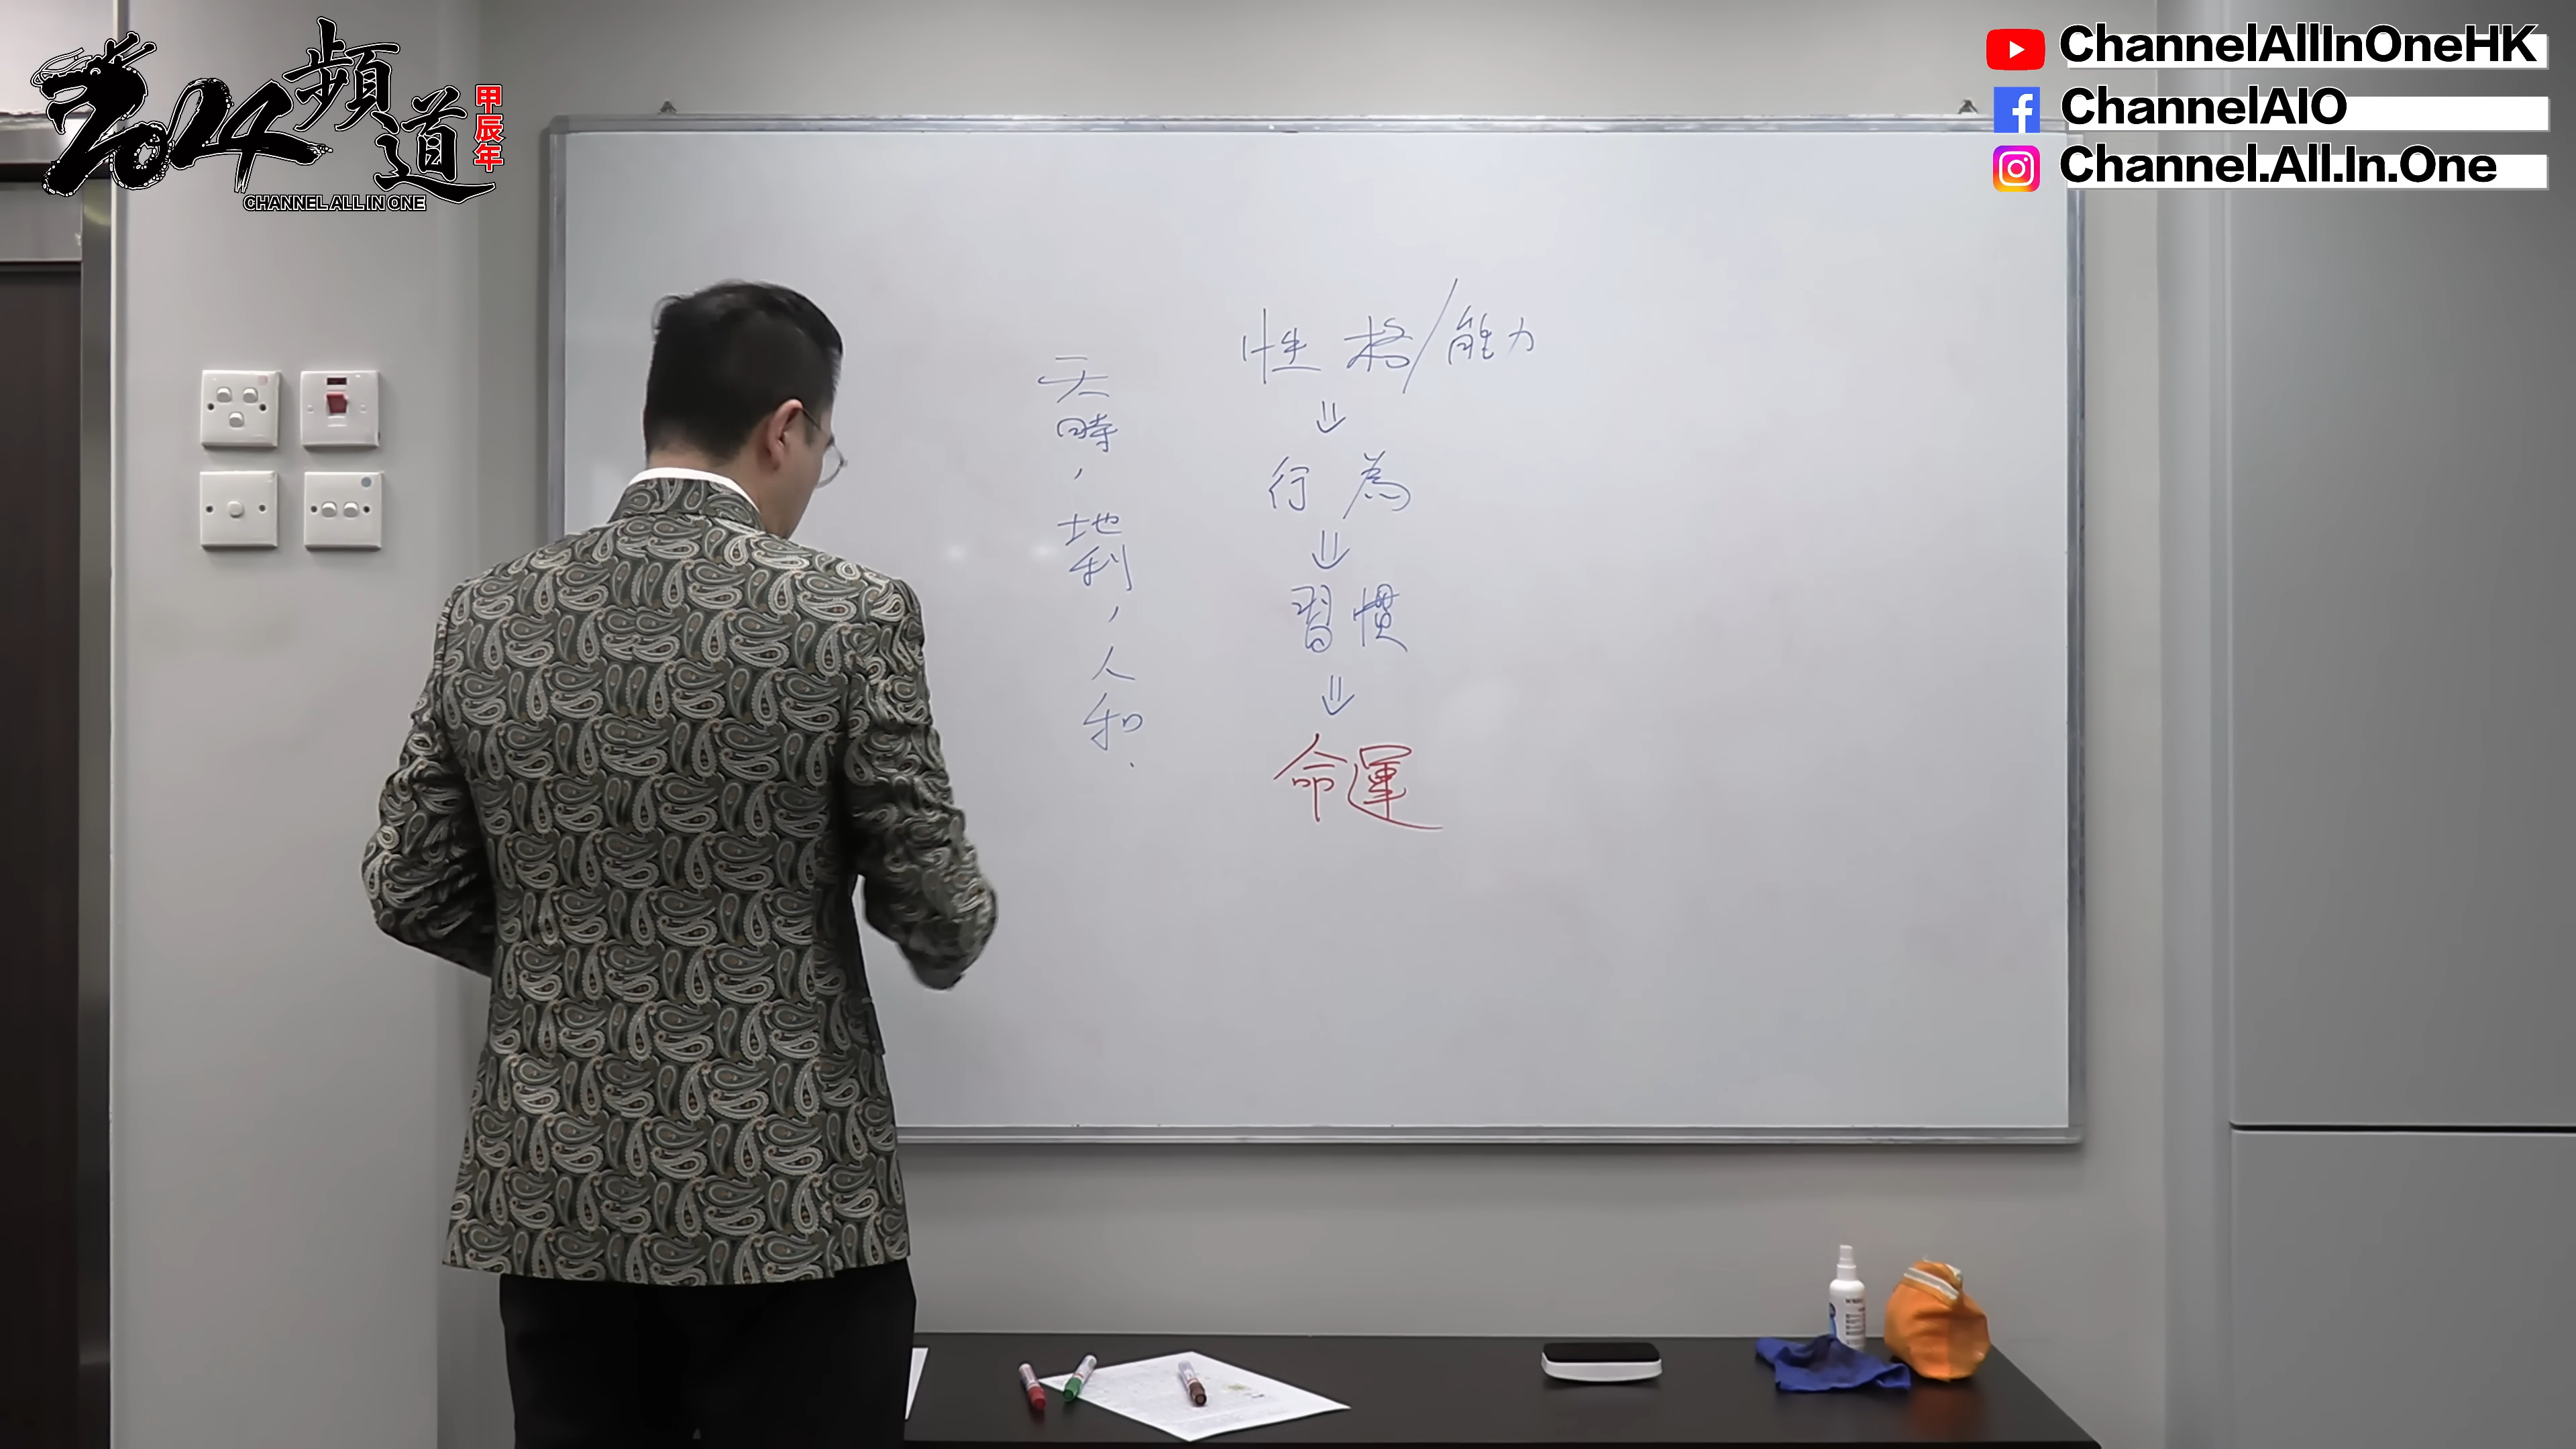 2024頻道
甲辰年
CHANNEL ALL IN ONE
ChannelAllInOneHK
ChannelAIO
Channel.All.In.One
天時，地利，人和.
性格/能力
⇓
行為
⇓
習慣
⇓
命運